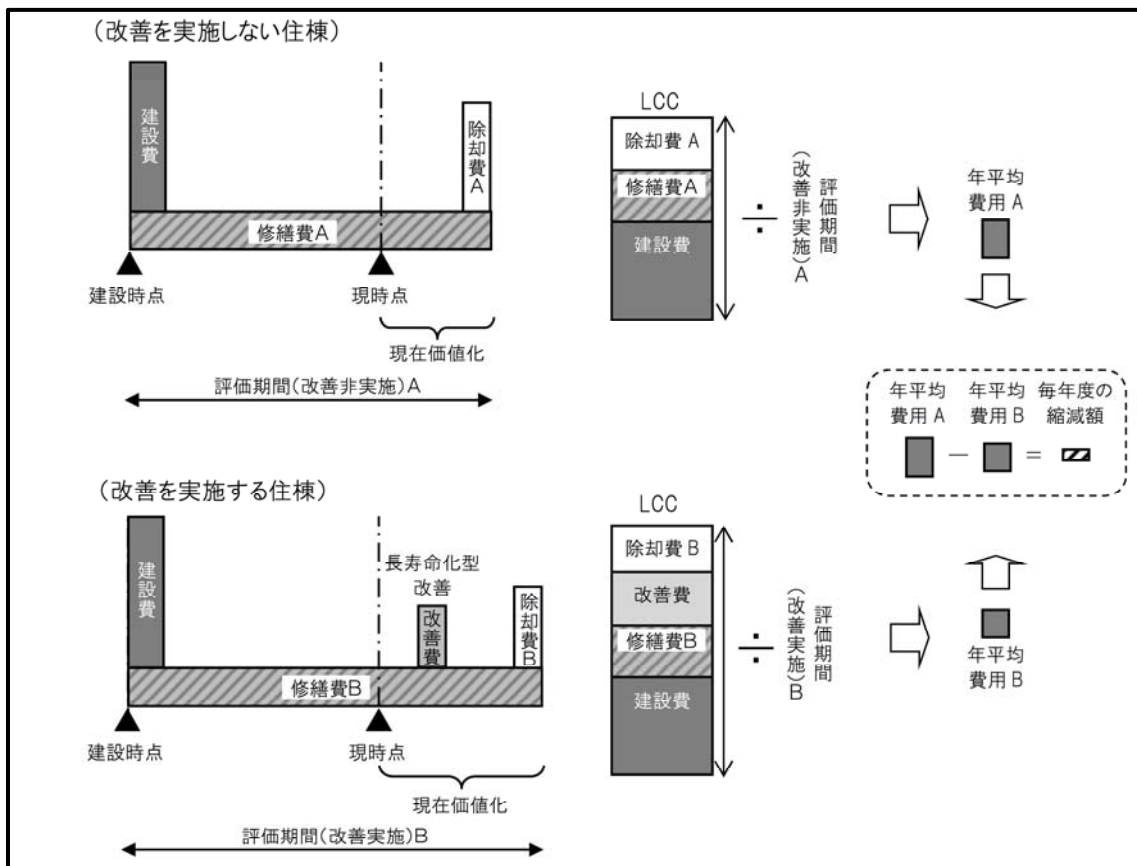 （改善を実施しない住棟）
建設費
除却費A
修繕費A
建設時点
現時点
現在価値化
評価期間(改善非実施)A
LCC
除却費A
修繕費A
建設費
÷
評価期間
(改善非実施)A
年平均
費用A
年平均
費用A
年平均
費用B
毎年度の
縮減額
－
＝
（改善を実施する住棟）
建設費
長寿命化型
改善
改善費
除却費B
修繕費B
建設時点
現時点
現在価値化
評価期間(改善実施)B
LCC
除却費B
改善費
修繕費B
建設費
÷
評価期間
(改善実施)B
年平均
費用B